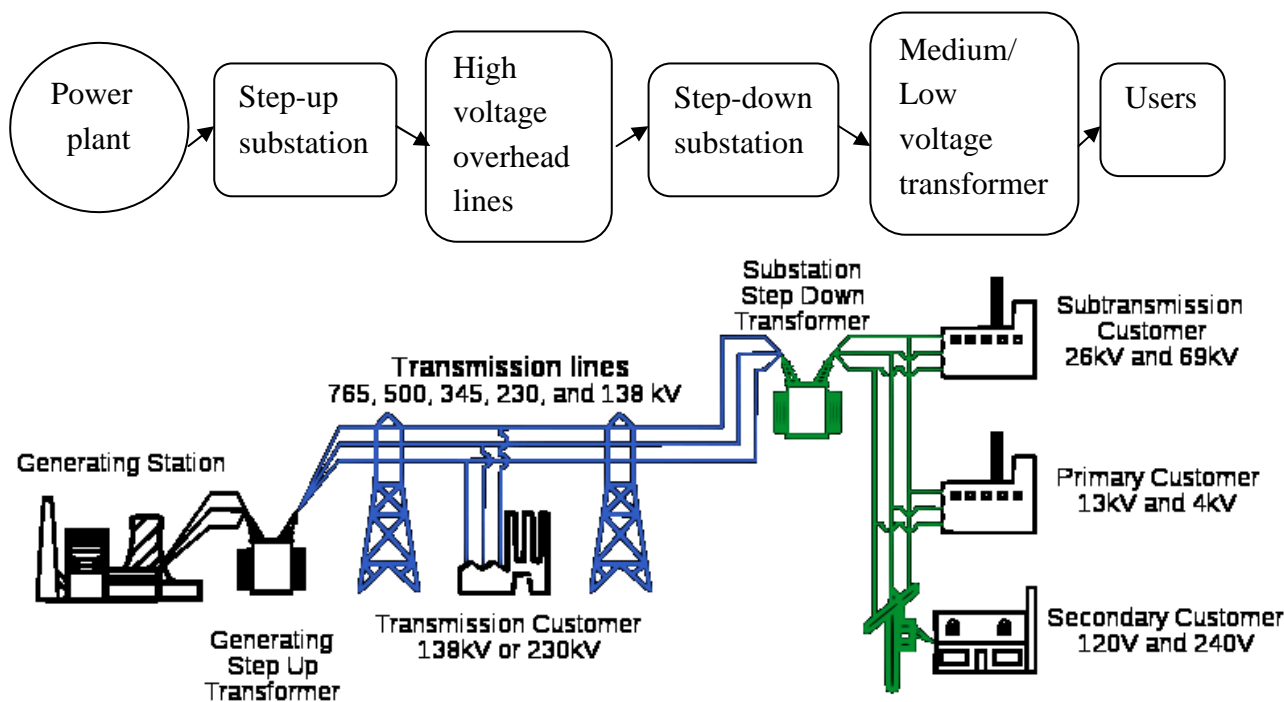 Power
plant
Step-up
substation
High
voltage
overhead
lines
Step-down
substation
Medium/
Low
voltage
transformer
Users
Substation
Step Down
Transformer
Subtransmission
Customer
26kV and 69kV
Transmission lines
765, 500, 345, 230, and 138 kV
Generating Station
Primary Customer
13kV and 4kV
Transmission Customer
138kV or 230kV
Generating
Step Up
Transformer
Secondary Customer
120V and 240V